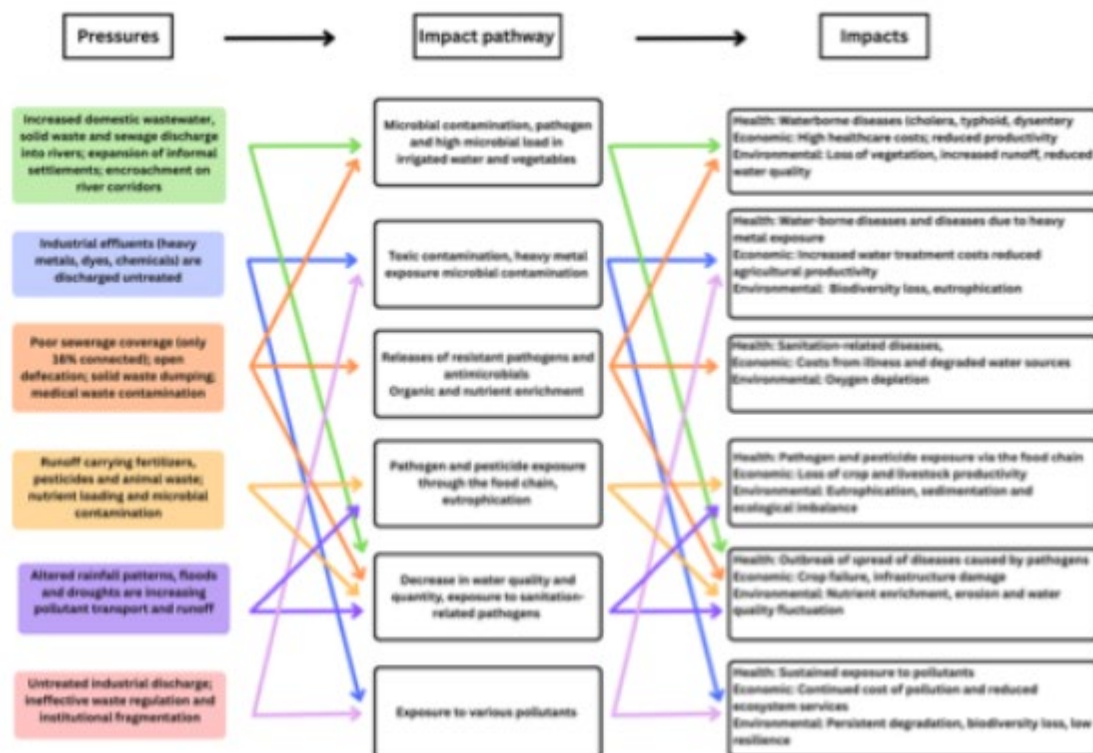 Pressures
Impact pathway
Impacts
Increased domestic wastewater,
solid waste and sewage discharge
into rivers; expansion of informal
settlements; encroachment on
river corridors
Microbial contamination, pathogen
and high microbial load in
irrigated water and vegetables
Health: Waterborne diseases (cholera, typhoid, dysentery
Economic: High healthcare costs; reduced productivity
Environmental: Loss of vegetation, increased runoff, reduced
water quality
Industrial effluents (heavy
metals, dyes, chemicals) are
discharged untreated
Toxic contamination, heavy metal
exposure microbial contamination
Health: Water-borne diseases and diseases due to heavy
metal exposure
Economic: Increased water treatment costs reduced
agricultural productivity
Environmental: Biodiversity loss, eutrophication
Poor sewerage coverage (only
16% connected); open
defecation; solid waste dumping;
medical waste contamination
Releases of resistant pathogens and
antimicrobials
Organic and nutrient enrichment
Health: Sanitation-related diseases,
Economic: Costs from illness and degraded water sources
Environmental: Oxygen depletion
Runoff carrying fertilizers,
pesticides and animal waste;
nutrient loading and microbial
contamination
Pathogen and pesticide exposure
through the food chain,
eutrophication
Health: Pathogen and pesticide exposure via the food chain
Economic: Loss of crop and livestock productivity
Environmental: Eutrophication, sedimentation and
ecological imbalance
Altered rainfall patterns, floods
and droughts are increasing
pollutant transport and runoff
Decrease in water quality and
quantity, exposure to sanitation-
related pathogens
Health: Outbreak of spread of diseases caused by pathogens
Economic: Crop failure, infrastructure damage
Environmental: Nutrient enrichment, erosion and water
quality fluctuation
Untreated industrial discharge;
ineffective waste regulation and
institutional fragmentation
Exposure to various pollutants
Health: Sustained exposure to pollutants
Economic: Continued cost of pollution and reduced
ecosystem services
Environmental: Persistent degradation, biodiversity loss, low
resilience